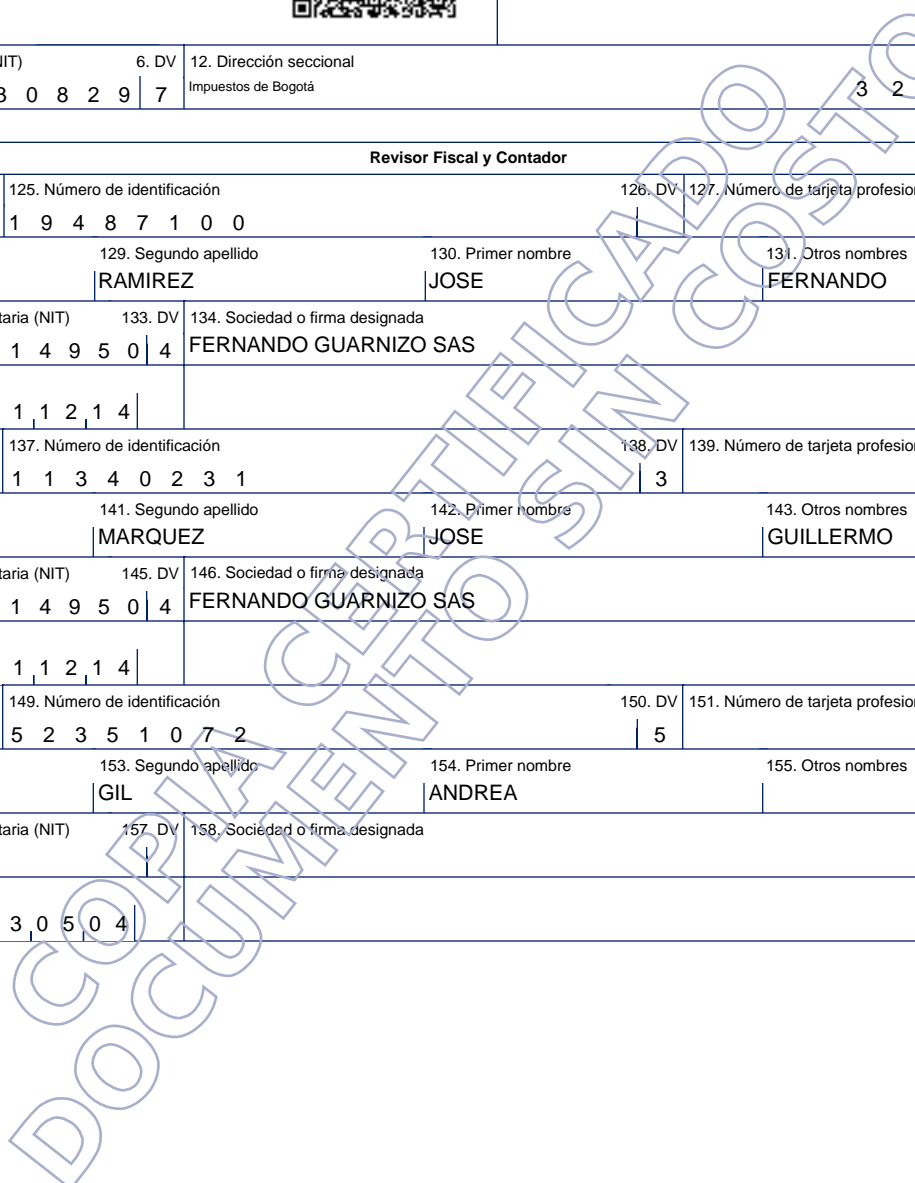 NIT) 6. DV 12. Dirección seccional
3 0 8 2 9 7 Impuestos de Bogotá 3 2
Revisor Fiscal y Contador
125. Número de identificación 126. DV 127. Número de tarjeta profesion
1 9 4 8 7 1 0 0
129. Segundo apellido 130. Primer nombre 131. Otros nombres
RAMIREZ JOSE FERNANDO
taria (NIT) 133. DV 134. Sociedad o firma designada
1 4 9 5 0 4 FERNANDO GUARNIZO SAS
1 1 2 1 4
137. Número de identificación 138. DV 139. Número de tarjeta profesion
1 1 3 4 0 2 3 1 3
141. Segundo apellido 142. Primer nombre 143. Otros nombres
MARQUEZ JOSE GUILLERMO
taria (NIT) 145. DV 146. Sociedad o firma designada
1 4 9 5 0 4 FERNANDO GUARNIZO SAS
1 1 2 1 4
149. Número de identificación 150. DV 151. Número de tarjeta profesion
5 2 3 5 1 0 7 2 5
153. Segundo apellido 154. Primer nombre 155. Otros nombres
GIL ANDREA
taria (NIT) 157. DV 158. Sociedad o firma designada
3 0 5 0 4
COPIA CERTIFICADO
DOCUMENTO SIN COSTO